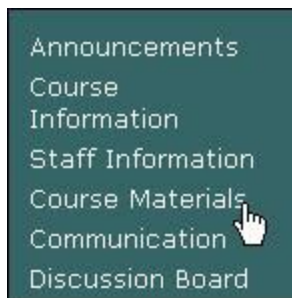 Announcements
Course
Information
Staff Information
Course Materials
Communication
Discussion Board